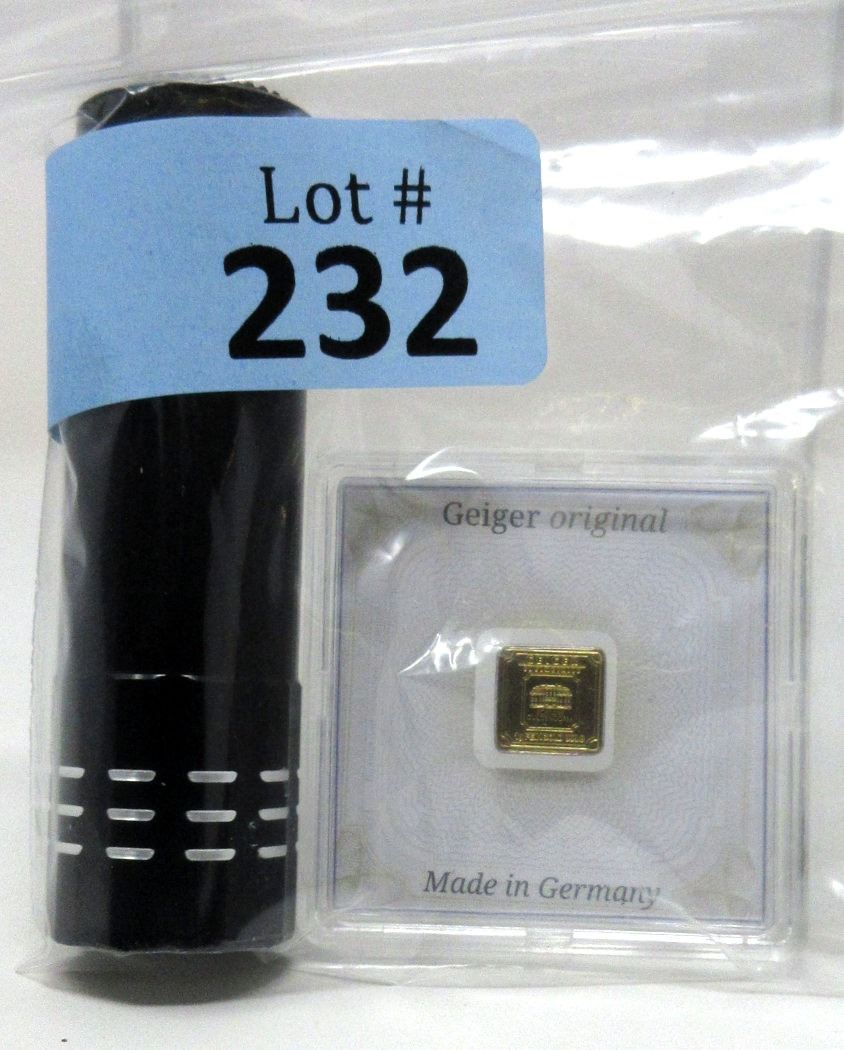 Lot #
232
Geiger original
Made in Germany